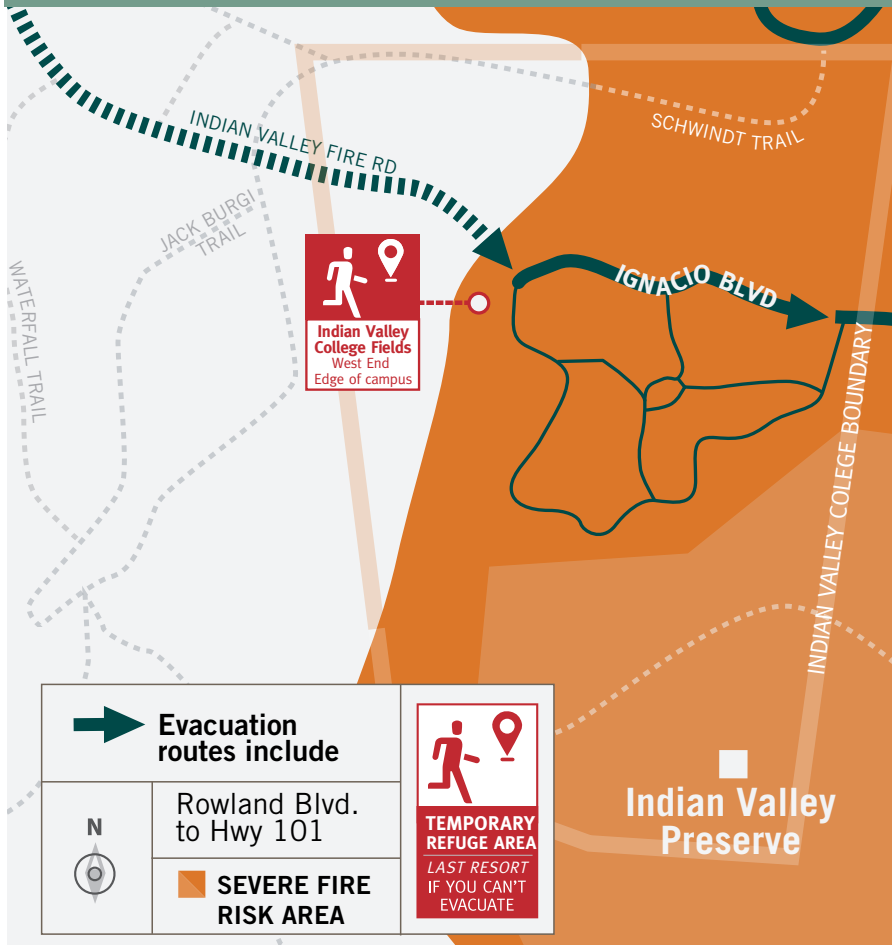 INDIAN VALLEY FIRE RD
SCHWINDT TRAIL
JACK BURGI
TRAIL
WATERFALL TRAIL
IGNACIO BLVD
Indian Valley
College Fields
West End
Edge of campus
INDIAN VALLEY COLLEGE BOUNDARY
Evacuation
routes include
N
Rowland Blvd.
to Hwy 101
SEVERE FIRE
RISK AREA
TEMPORARY
REFUGE AREA
LAST RESORT
IF YOU CAN'T
EVACUATE
Indian Valley
Preserve